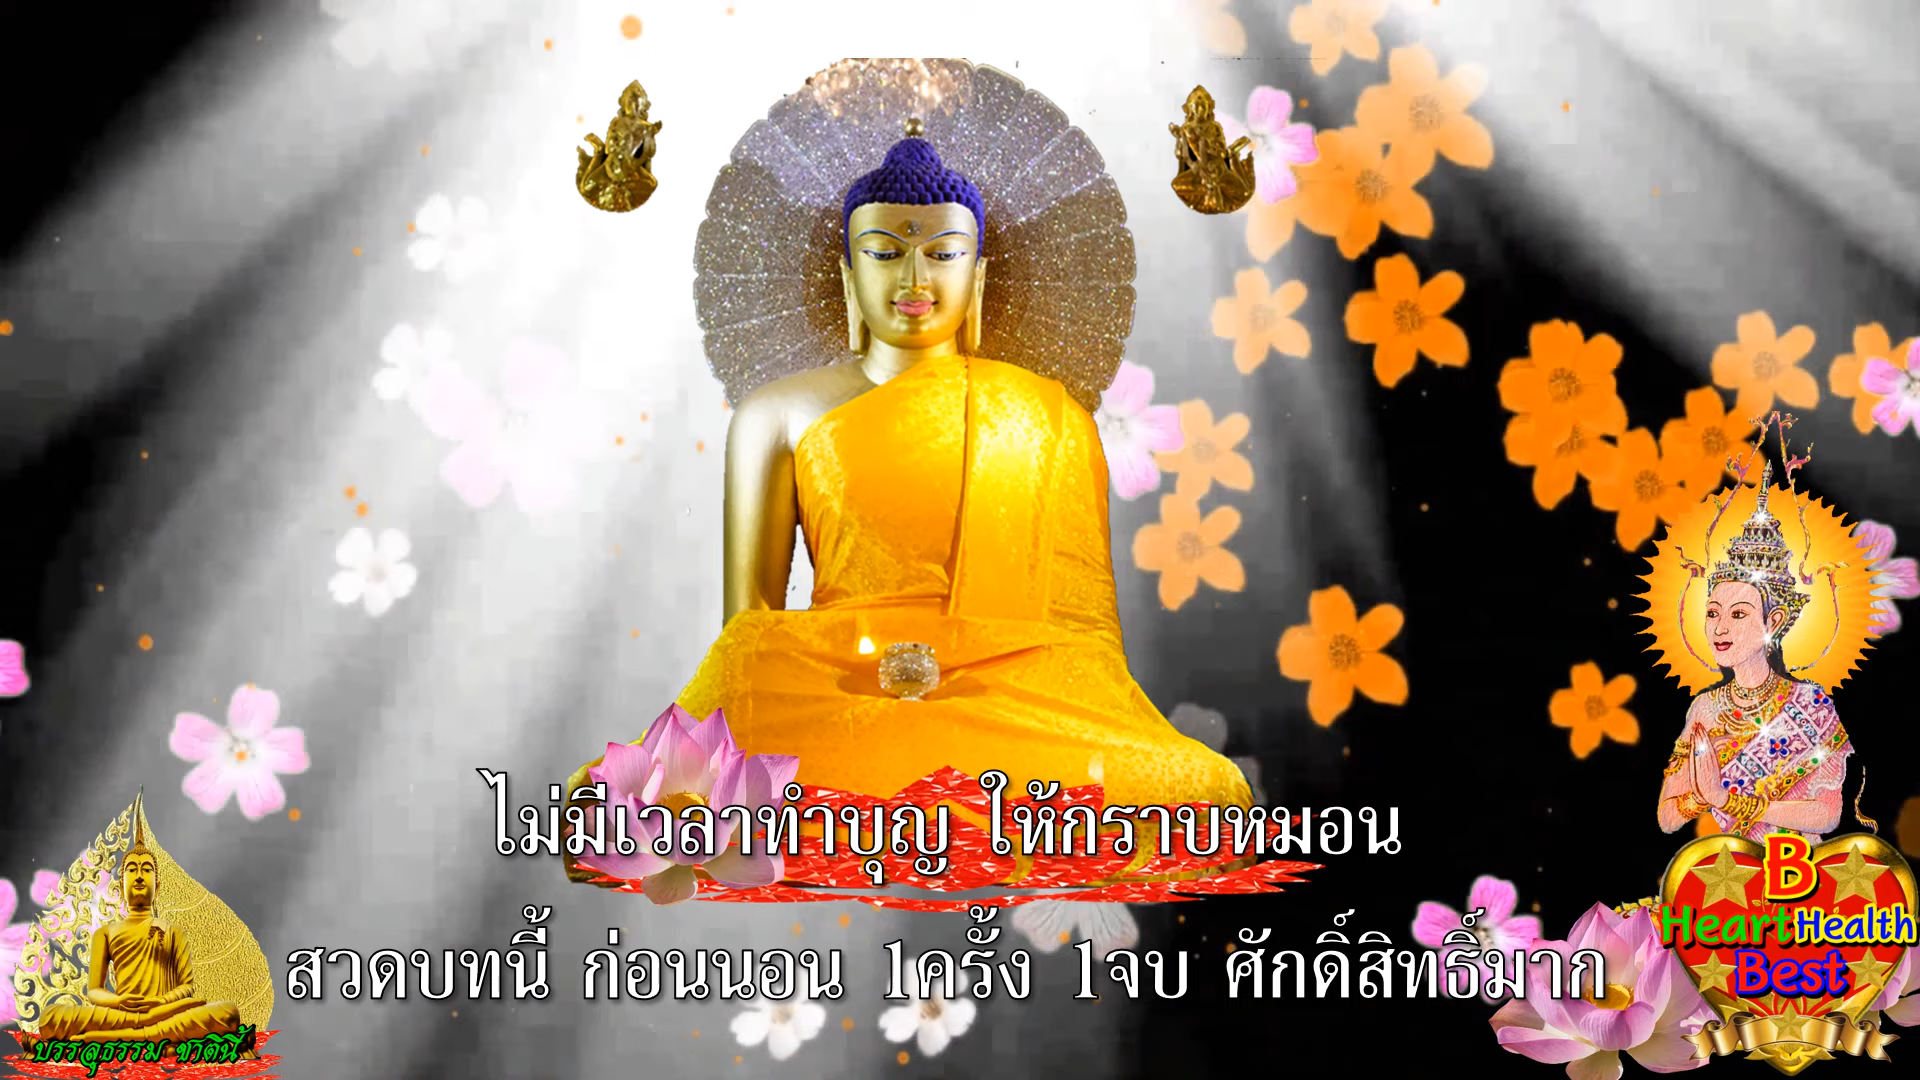 ไม่มีเวลาทำบุญ ให้กราบหมอน
สวดบทนี้ ก่อนนอน 1ครั้ง 1จบ ศักดิ์สิทธิ์มาก
บรรลุธรรม ชาตินี้
B
HeartHealth
Best